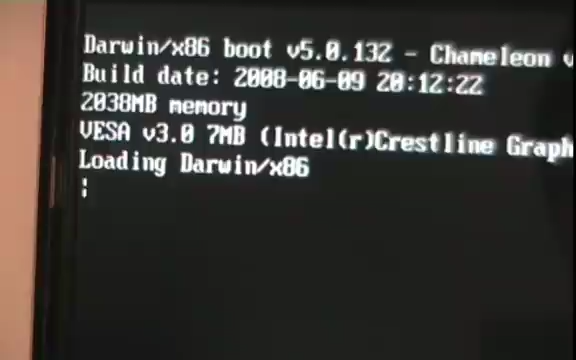 Darwin/x86 boot v5.0.132 - Chameleon v
Build date: 2008-06-09 20:12:22
2038MB memory
VESA v3.0 7MB (Intel(r)Crestline Graph
Loading Darwin/x86